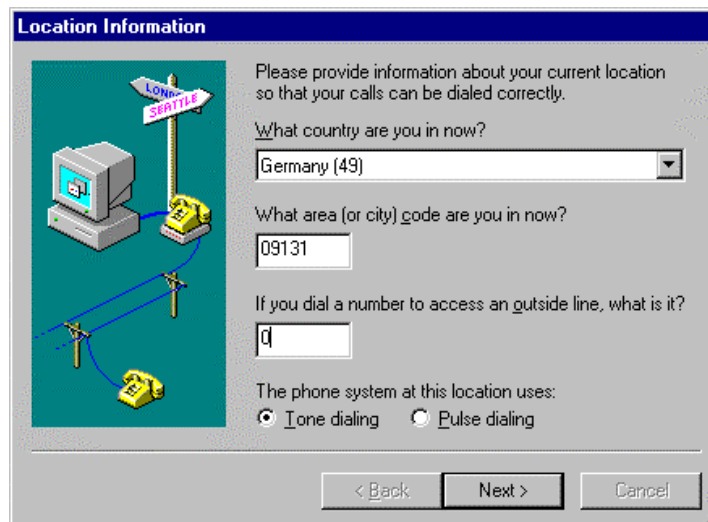 Location Information
LOND
SEATTLE
Please provide information about your current location
so that your calls can be dialed correctly.
What country are you in now?
Germany (49)
What area (or city) code are you in now?
09131
If you dial a number to access an outside line, what is it?
0
The phone system at this location uses:
Tone dialing
Pulse dialing
< Back
Next >
Cancel